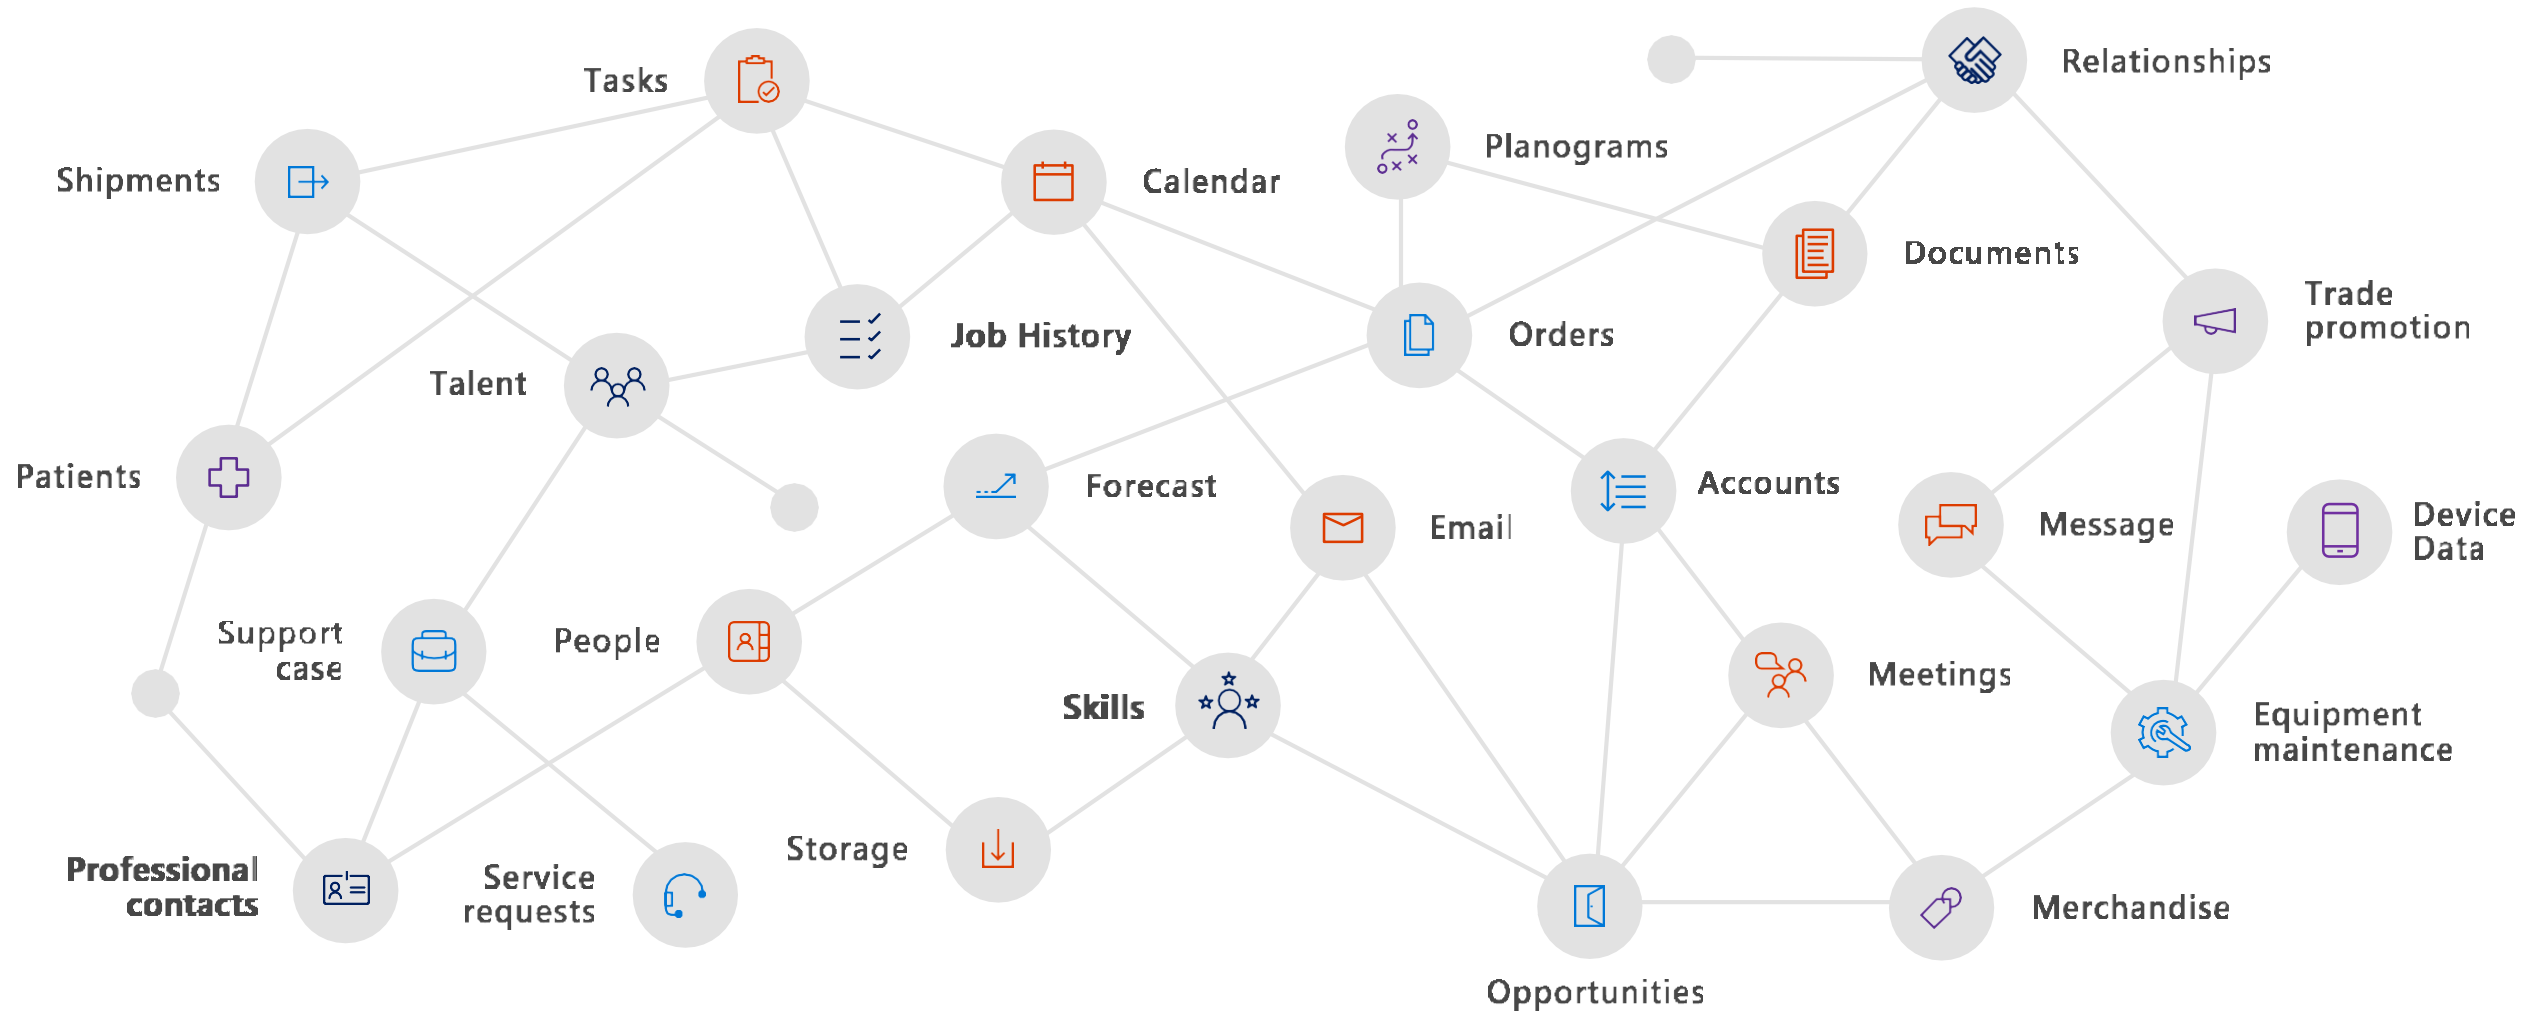 Relationships
Tasks
Planograms
Shipments
Calendar
Documents
Trade
promotion
Job History
Orders
Talent
Patients
Forecast
Accounts
Email
Message
Device
Data
Support
case
People
Meetings
Skills
Equipment
maintenance
Storage
Professional
contacts
Service
requests
Merchandise
Opportunities